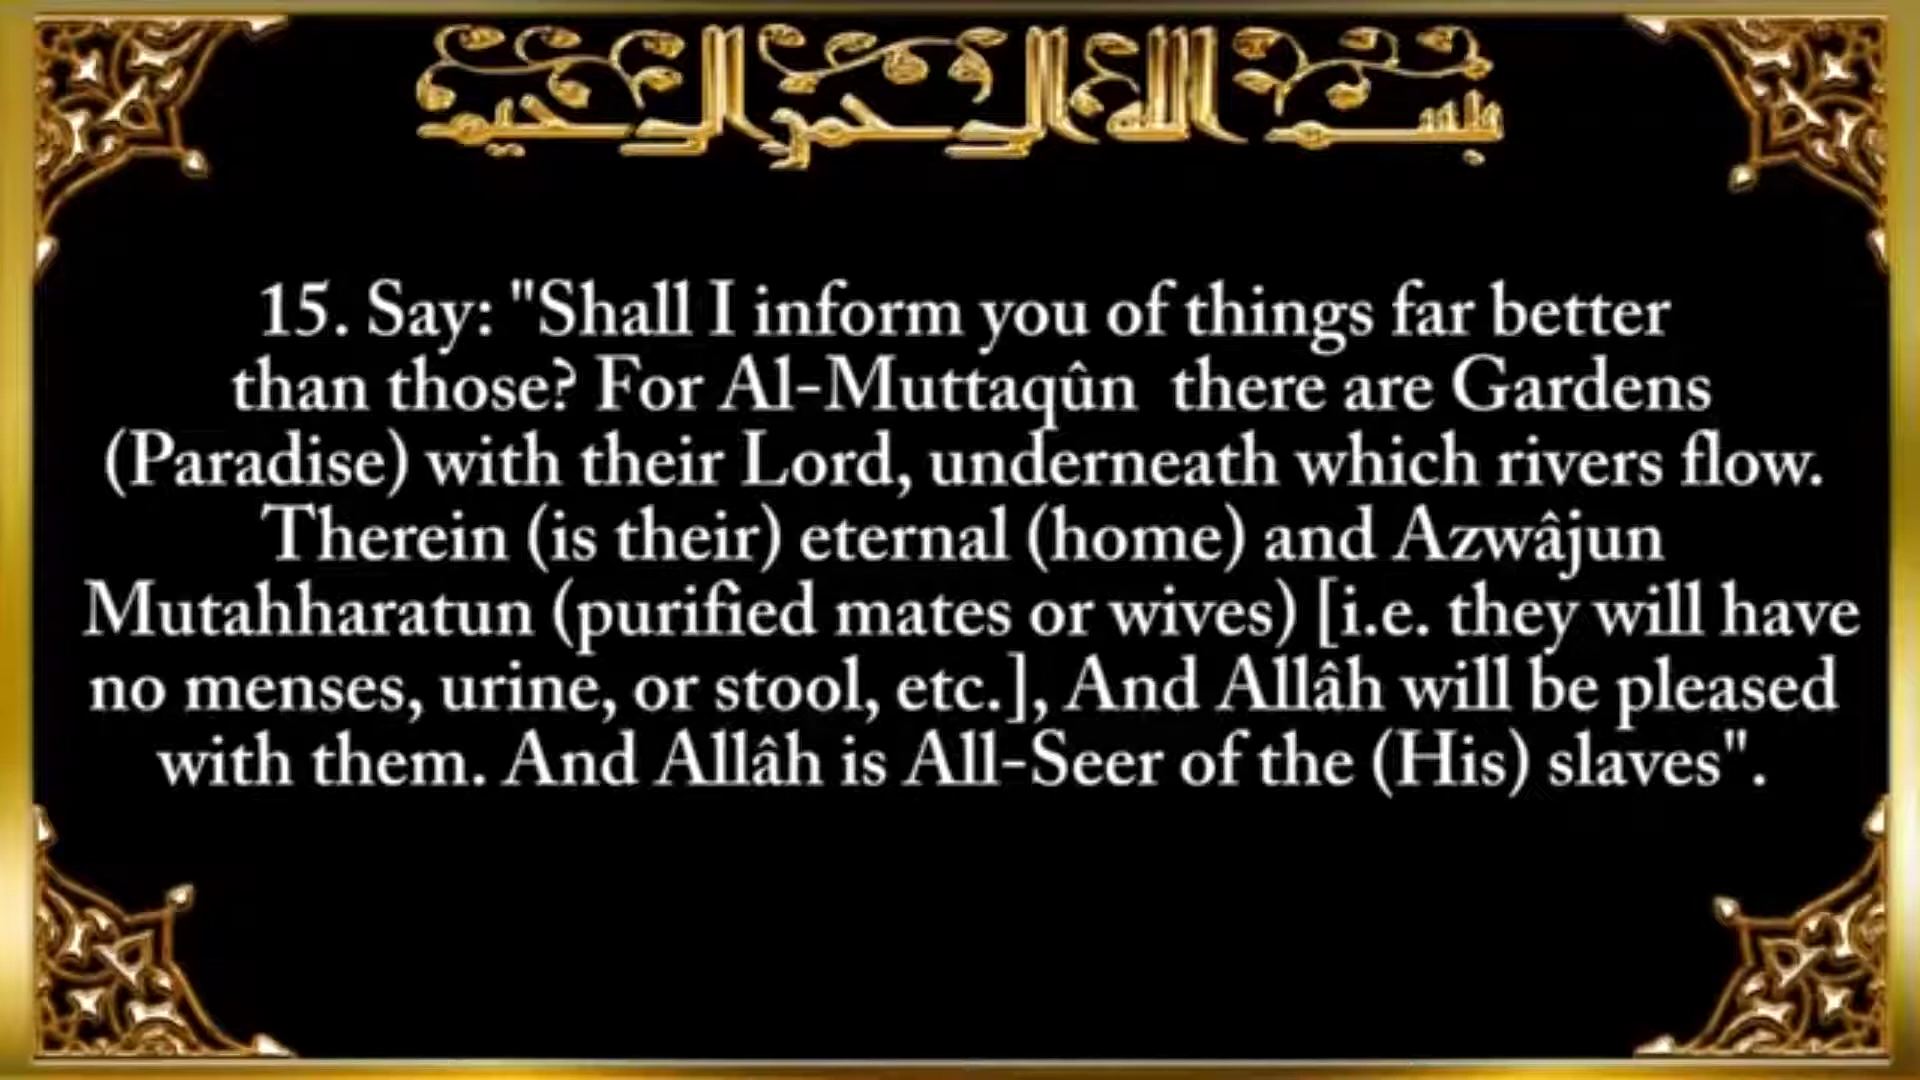 بسم الله الرحمن الرحيم
15. Say: "Shall I inform you of things far better
than those? For Al-Muttaqûn  there are Gardens
(Paradise) with their Lord, underneath which rivers flow.
Therein (is their) eternal (home) and Azwâjun
Mutahharatun (purified mates or wives) [i.e. they will have
no menses, urine, or stool, etc.], And Allâh will be pleased
with them. And Allâh is All-Seer of the (His) slaves".